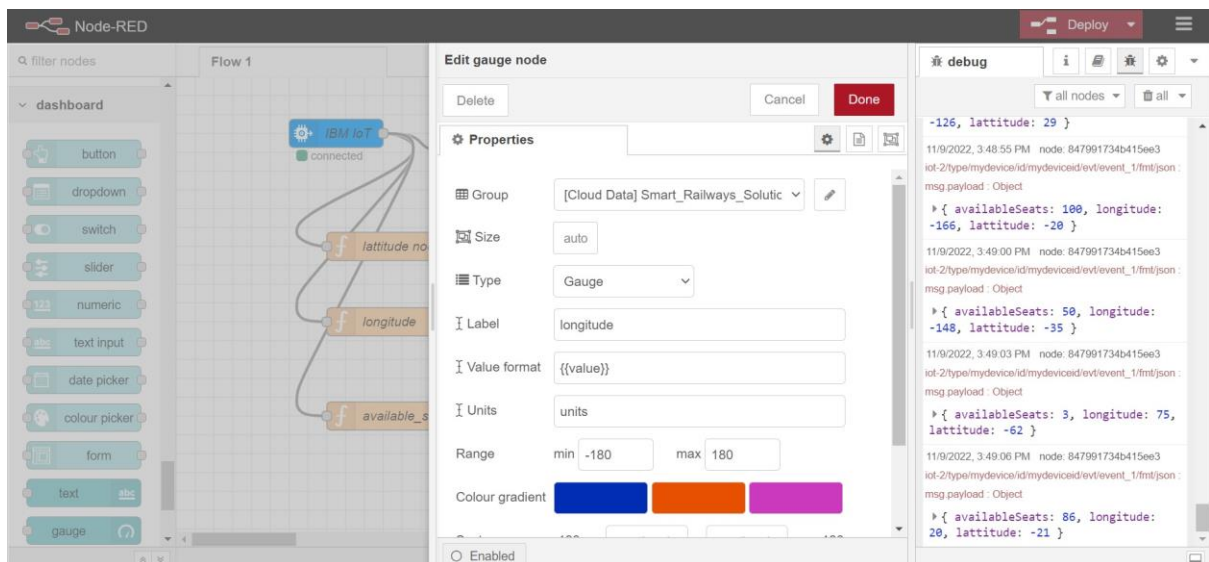 Node-RED
Deploy
filter nodes
dashboard
button
dropdown
switch
slider
123 numeric
abc text input
date picker
colour picker
form
text abc
gauge
Flow 1
IBM IoT
connected
lattitude no
longitude
available_s
Edit gauge node
Delete
Cancel
Done
Properties
Group [Cloud Data] Smart_Railways_Solutic
Size auto
Type Gauge
Label longitude
Value format {{value}}
Units units
Range min -180 max 180
Colour gradient
Enabled
debug
all nodes
all
-126, lattitude: 29 }
11/9/2022, 3:48:55 PM node: 847991734b415ee3
iot-2/type/mydevice/id/mydeviceid/evt/event_1/fmt/json :
msg.payload : Object
{ availableSeats: 100, longitude:
-166, lattitude: -20 }
11/9/2022, 3:49:00 PM node: 847991734b415ee3
iot-2/type/mydevice/id/mydeviceid/evt/event_1/fmt/json :
msg.payload : Object
{ availableSeats: 50, longitude:
-148, lattitude: -35 }
11/9/2022, 3:49:03 PM node: 847991734b415ee3
iot-2/type/mydevice/id/mydeviceid/evt/event_1/fmt/json :
msg.payload : Object
{ availableSeats: 3, longitude: 75,
lattitude: -62 }
11/9/2022, 3:49:06 PM node: 847991734b415ee3
iot-2/type/mydevice/id/mydeviceid/evt/event_1/fmt/json :
msg.payload : Object
{ availableSeats: 86, longitude:
20, lattitude: -21 }